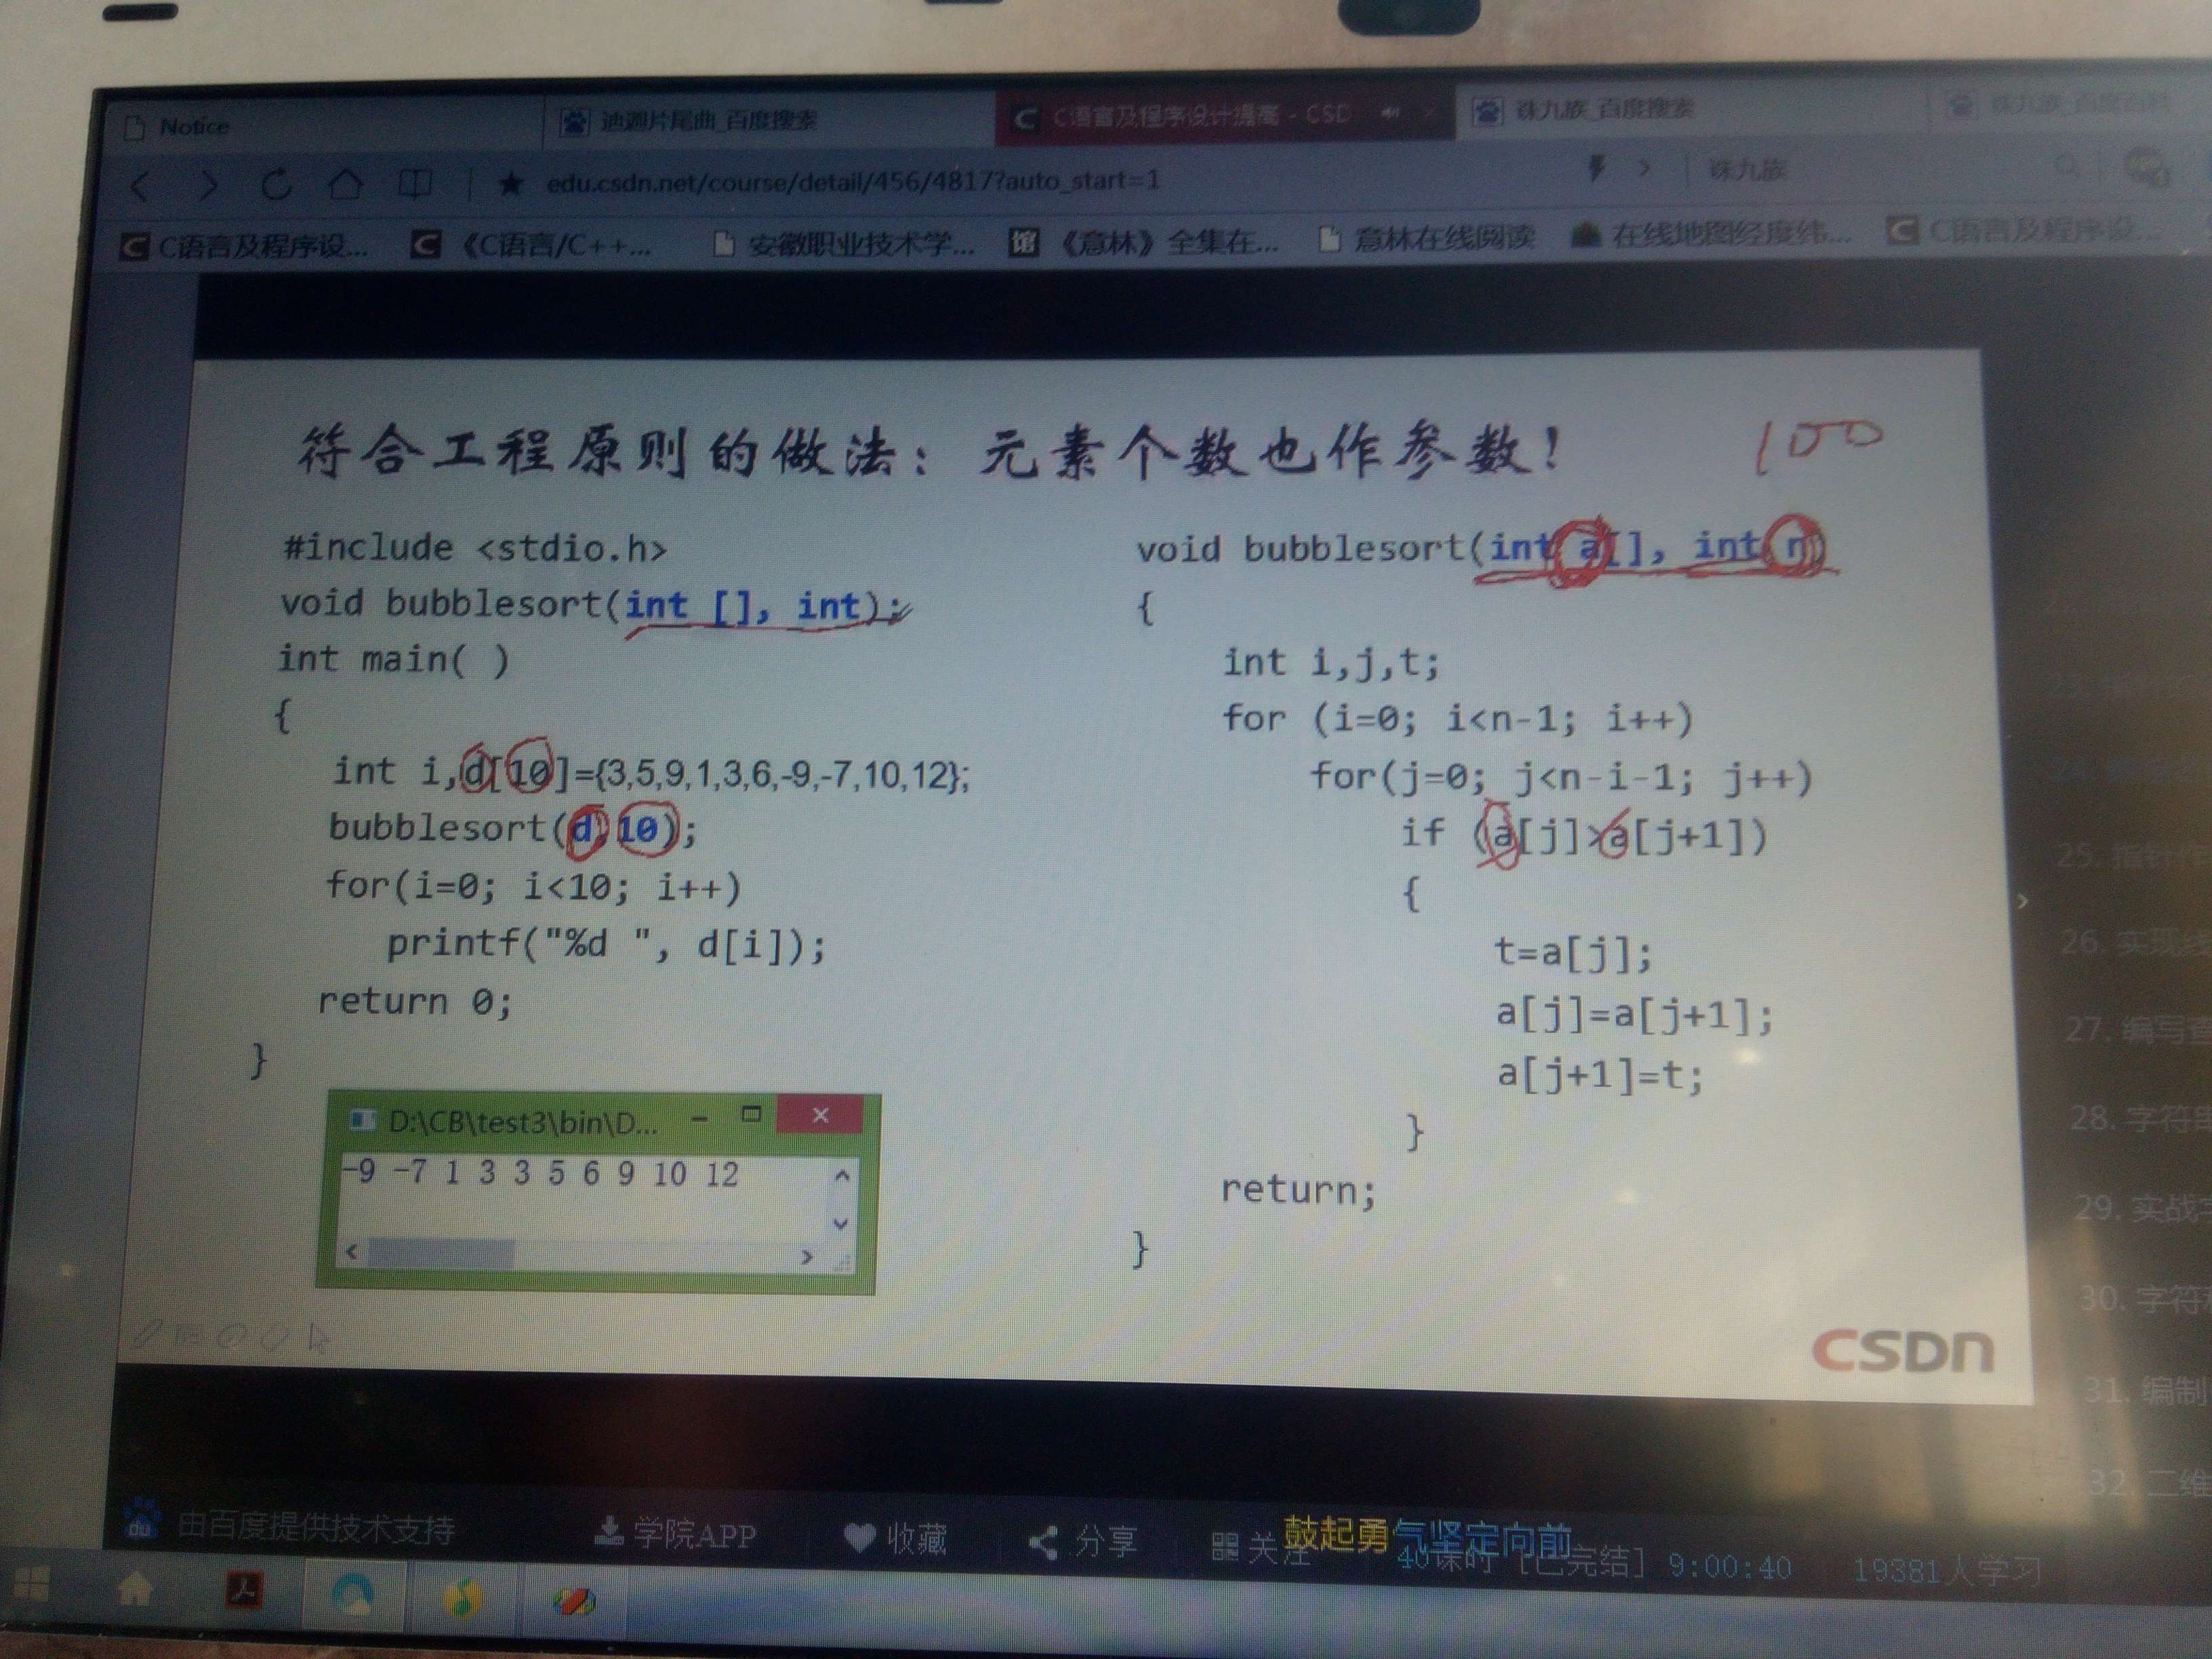 Notice
迪迦片尾曲_百度搜索
C语言及程序设计提高 - CSD
诛九族_百度搜索
诛九族_百度百科
edu.csdn.net/course/detail/456/4817?auto_start=1
诛九族
C语言及程序设...
《C语言/C++...
安徽职业技术学...
馆
《意林》全集在...
意林在线阅读
在线地图经度纬...
C语言及程序设...
符合工程原则的做法：元素个数也作参数！
100
#include <stdio.h>
void bubblesort(int [], int);
int main( )
{
int i,d[10]={3,5,9,1,3,6,-9,-7,10,12};
bubblesort(d,10);
for(i=0; i<10; i++)
printf("%d ", d[i]);
return 0;
}
D:\CB\test3\bin\D...
-9 -7 1 3 3 5 6 9 10 12
void bubblesort(int a[], int n)
{
int i,j,t;
for (i=0; i<n-1; i++)
for(j=0; j<n-i-1; j++)
if (a[j]>a[j+1])
{
t=a[j];
a[j]=a[j+1];
a[j+1]=t;
}
return;
}
CSDN
25. 指针
26. 实现
27. 编写
28. 字符
29. 实战
30. 字符
31. 编制
32. 二维
du 由百度提供技术支持
学院APP
收藏
分享
关注
鼓起勇气坚定向前
40课时 [已完结] 9:00:40
19381人学习